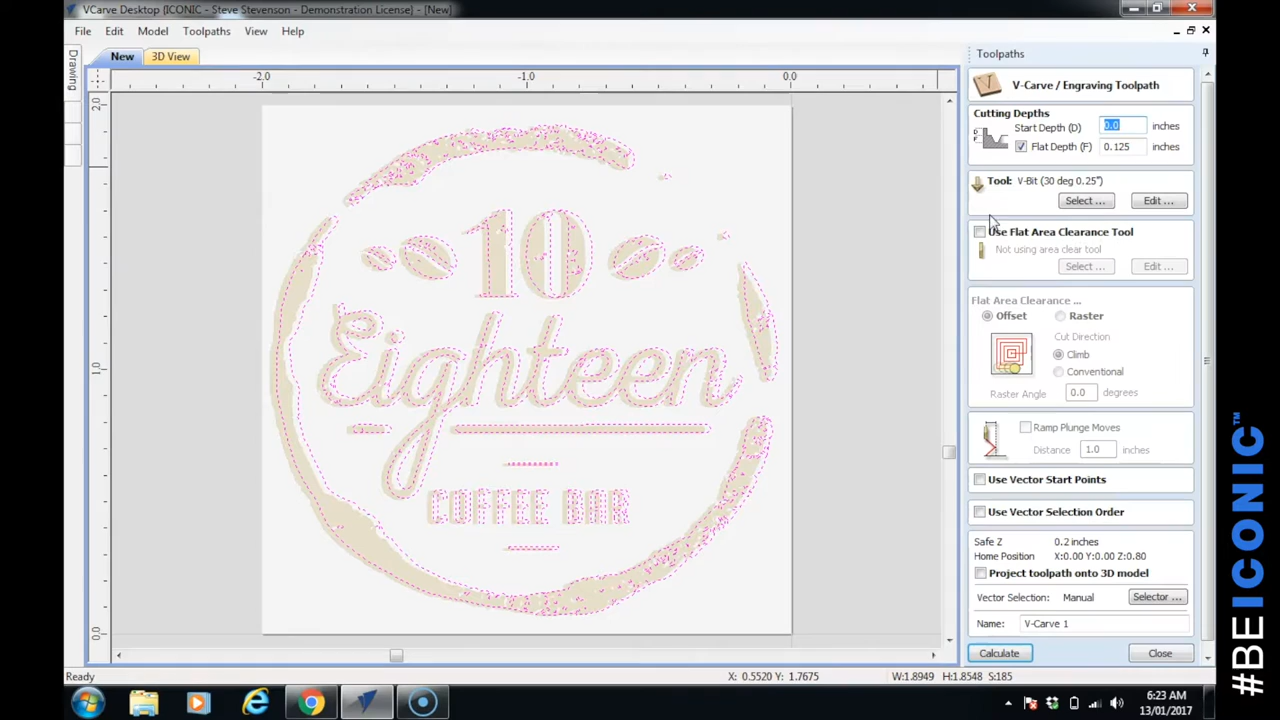 VCarve Desktop (ICONIC - Steve Stevenson - Demonstration License) - [New]
File Edit Model Toolpaths View Help
New 3D View
Drawing
-2.0 -1.0 0.0
2.0
1.0
0.0
10
Eighteen
COFFEE BAR
Toolpaths
V-Carve / Engraving Toolpath
Cutting Depths
Start Depth (D) 0.0 inches
Flat Depth (F) 0.125 inches
Tool: V-Bit (30 deg 0.25")
Select ... Edit ...
Use Flat Area Clearance Tool
Not using area clear tool
Select ... Edit ...
Flat Area Clearance ...
Offset Raster
Cut Direction
Climb
Conventional
Raster Angle 0.0 degrees
Ramp Plunge Moves
Distance 1.0 inches
Use Vector Start Points
Use Vector Selection Order
Safe Z 0.2 inches
Home Position X:0.00 Y:0.00 Z:0.80
Project toolpath onto 3D model
Vector Selection: Manual Selector ...
Name: V-Carve 1
Calculate Close
Ready X: 0.5520 Y: 1.7675 W:1.8949 H:1.8548 S:185
6:23 AM
13/01/2017
#BEICONIC™